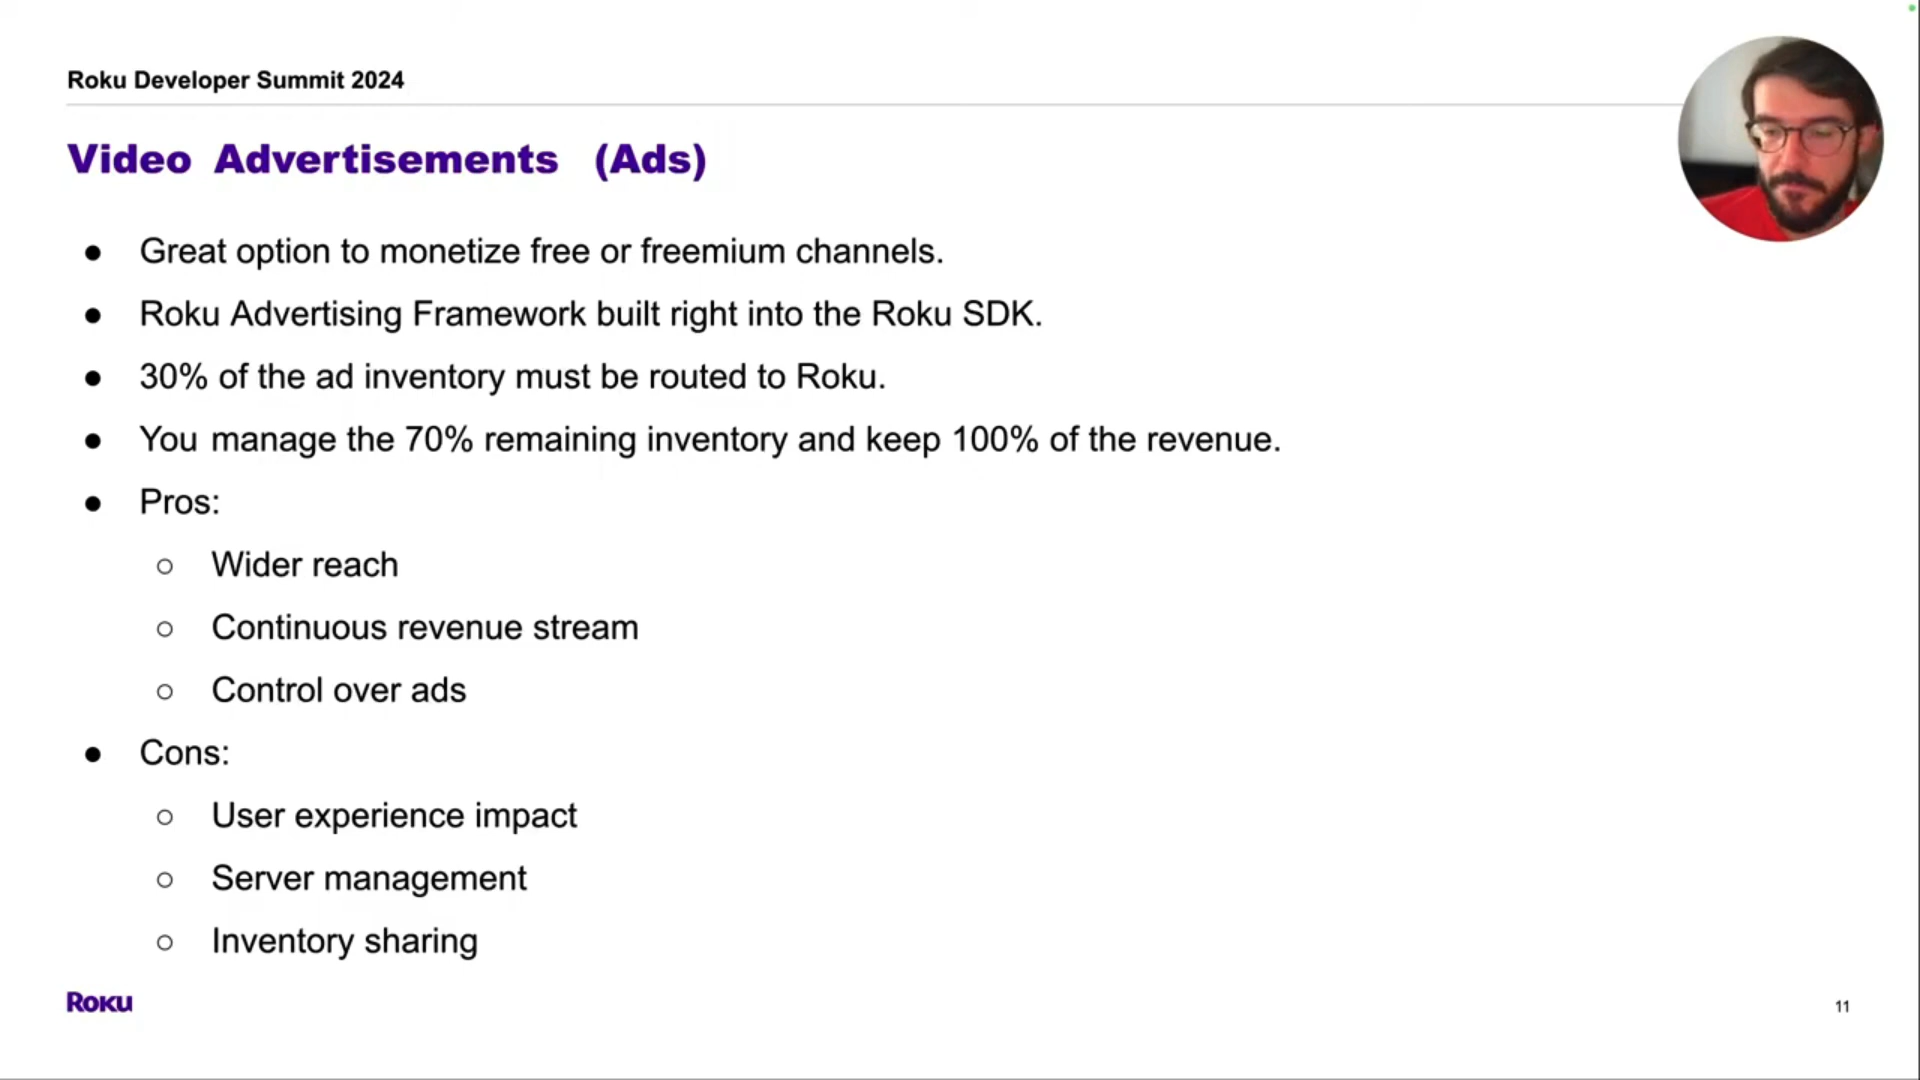 Roku Developer Summit 2024
Video Advertisements (Ads)
● Great option to monetize free or freemium channels.
● Roku Advertising Framework built right into the Roku SDK.
● 30% of the ad inventory must be routed to Roku.
● You manage the 70% remaining inventory and keep 100% of the revenue.
● Pros:
○ Wider reach
○ Continuous revenue stream
○ Control over ads
● Cons:
○ User experience impact
○ Server management
○ Inventory sharing
Roku
11